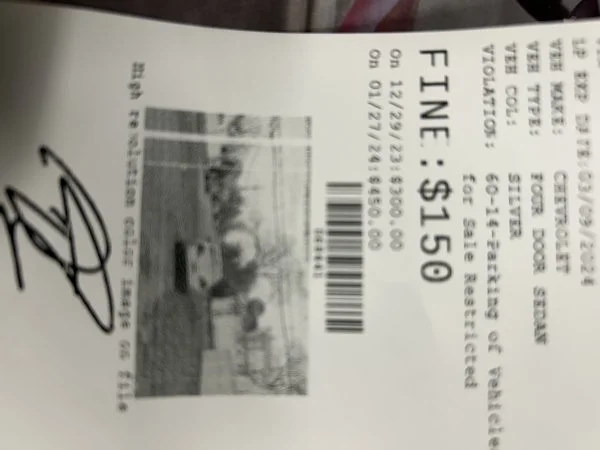 LP EXP DATE:03/09/2024
VEH MAKE: CHEVROLET
VEH TYPE: FOUR DOOR SEDAN
VEH COL: SILVER
VIOLATION: 60-14-Parking of Vehicle
for Sale Restricted
FINE:$150
On 12/29/23:$300.00
On 01/27/24:$450.00
High resolution color image on file